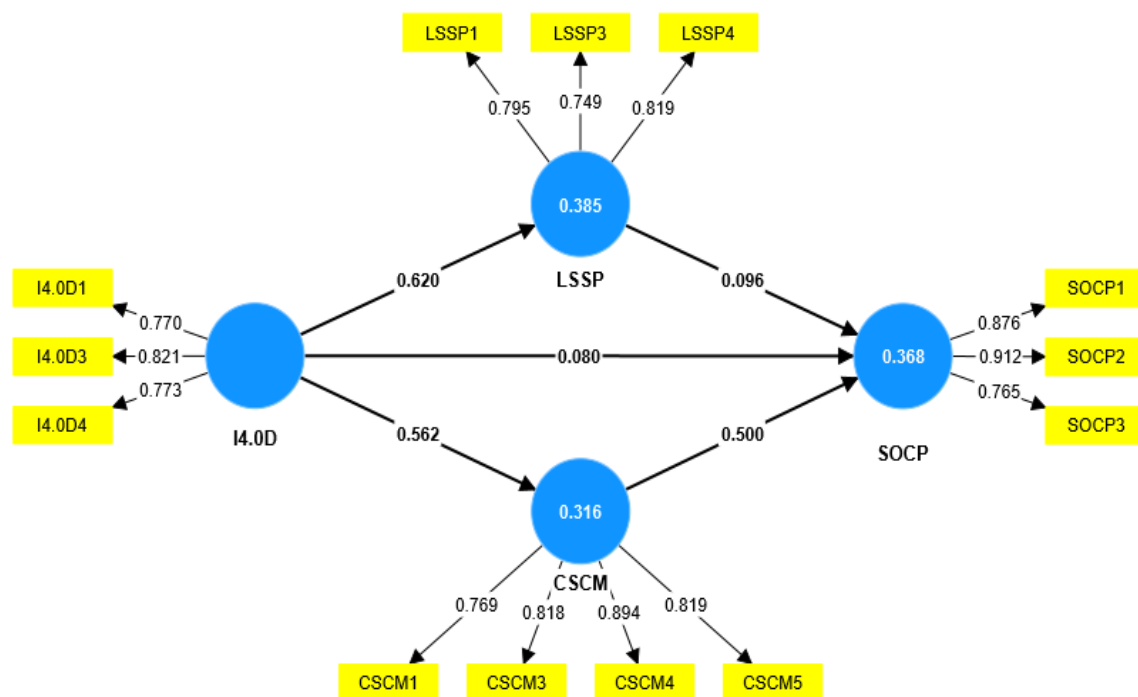 LSSP1 LSSP3 LSSP4
0.795 0.749 0.819
0.385
LSSP
I4.0D1
I4.0D3
I4.0D4
0.770
0.821
0.773
I4.0D
0.620
0.080
0.562
0.096
0.500
0.368
SOCP
0.876
0.912
0.765
SOCP1
SOCP2
SOCP3
0.316
CSCM
0.769 0.818 0.894 0.819
CSCM1 CSCM3 CSCM4 CSCM5